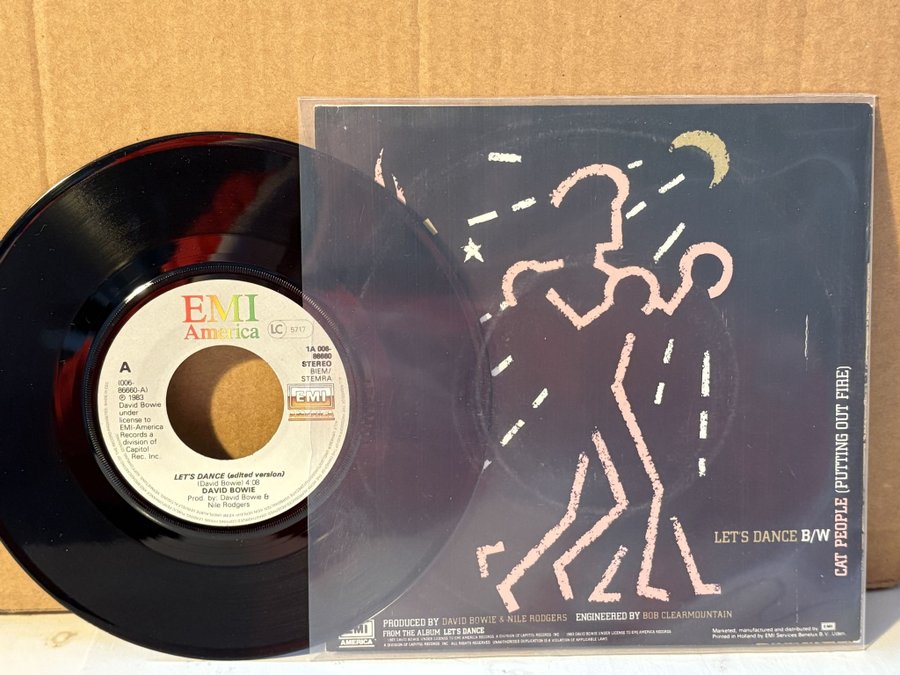 EMI
America
LC 5717
1A 006-
86660
STEREO
BIEM/
STEMRA
EMI
A
(006-
86660-A)
℗ 1983
David Bowie
under
license to
EMI-America
Records a
division of
Capitol
Rec. Inc.
LET'S DANCE (edited version)
(David Bowie) 4:08
DAVID BOWIE
Prod. by: David Bowie &
Nile Rodgers
LET'S DANCE B/W
CAT PEOPLE (PUTTING OUT FIRE)
PRODUCED BY DAVID BOWIE & NILE RODGERS ENGINEERED BY BOB CLEARMOUNTAIN
FROM THE ALBUM LET'S DANCE
EMI
AMERICA
Marketed, manufactured and distributed by EMI
Printed in Holland by EMI Services Benelux B.V. Uden.